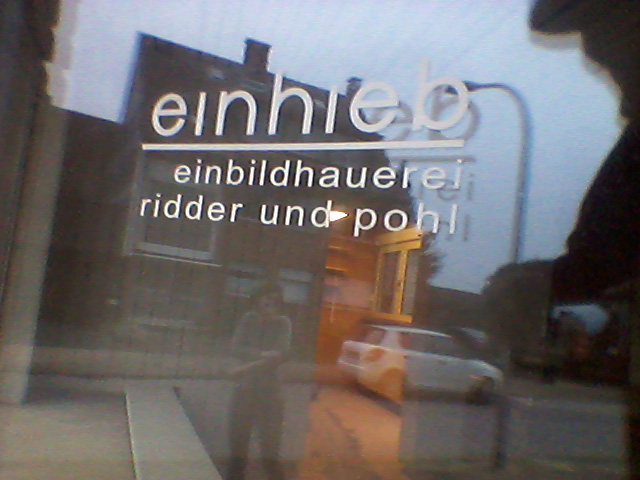 einhieb
einbildhauerei
ridder und pohl